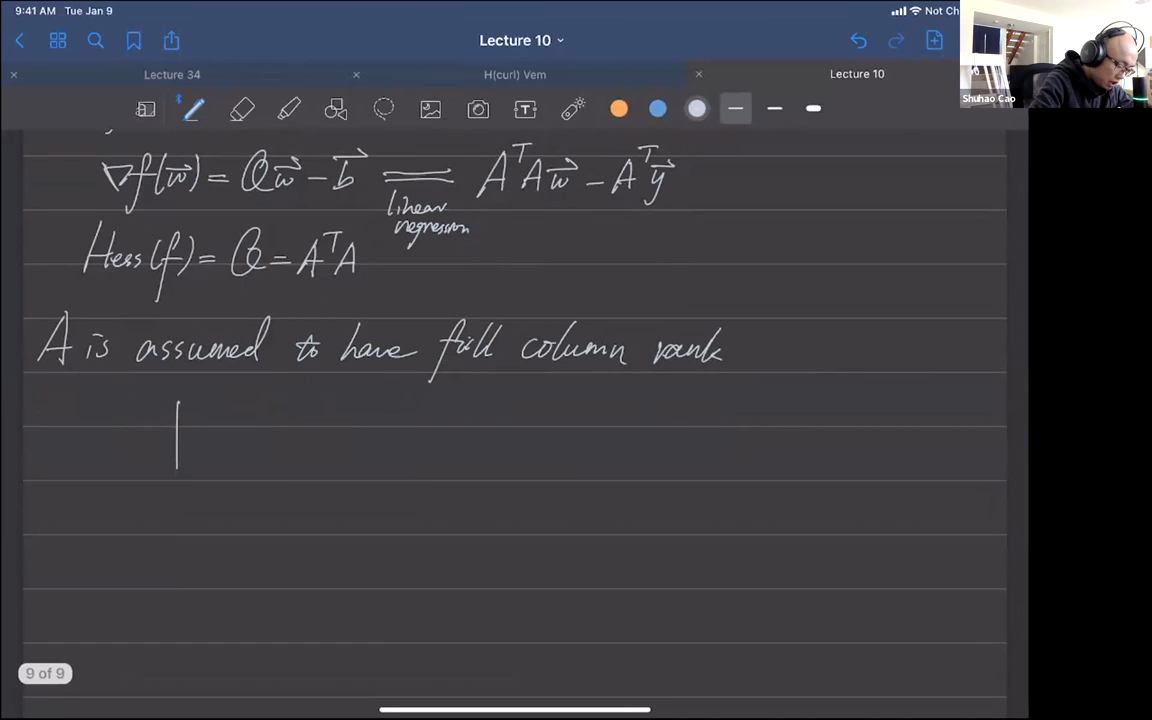 9:41 AM Tue Jan 9
Not Ch
Lecture 10
Lecture 34
H(curl) Vem
Lecture 10
Shuhao Cao
∇f(w⃗) = Qw⃗ − b⃗ ═ AᵀAw⃗ − Aᵀy⃗
linear
regression
Hess(f) = Q = AᵀA
A is assumed to have full column rank
9 of 9